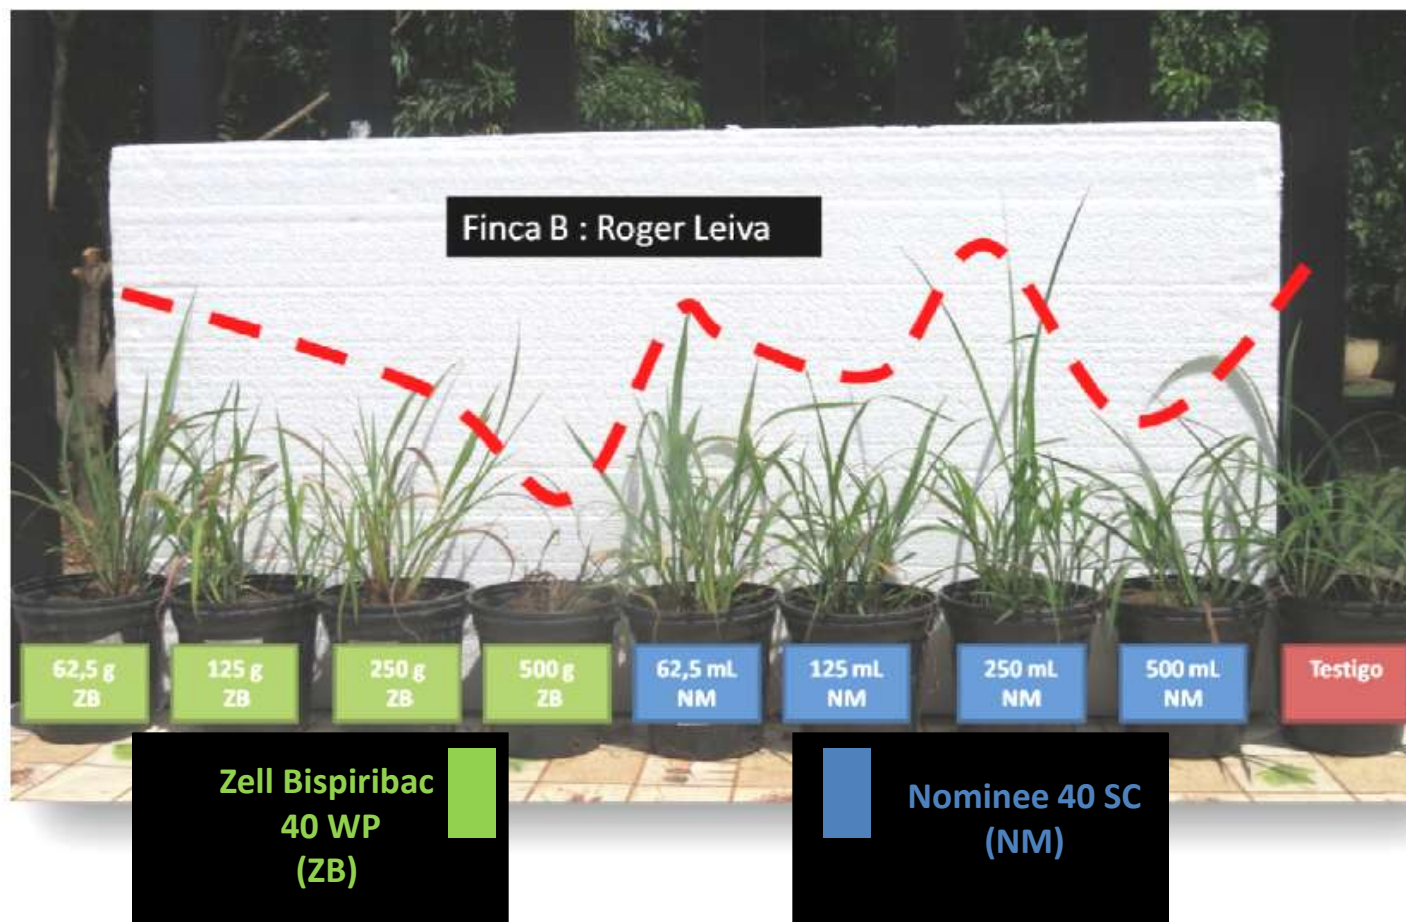 Finca B : Roger Leiva
62,5 g
ZB
125 g
ZB
250 g
ZB
500 g
ZB
62,5 mL
NM
125 mL
NM
250 mL
NM
500 mL
NM
Testigo
Zell Bispiribac
40 WP
(ZB)
Nominee 40 SC
(NM)